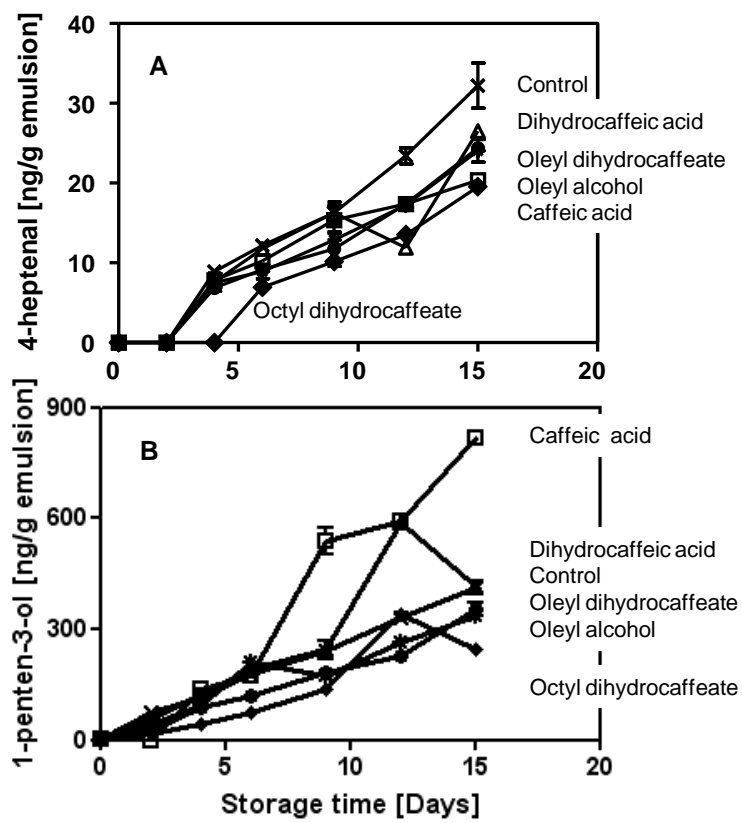 40
A
Control
30
Dihydrocaffeic acid
Oleyl dihydrocaffeate
20
Oleyl alcohol
Caffeic acid
10
Octyl dihydrocaffeate
0
0 5 10 15 20
4-heptenal [ng/g emulsion]
900
B
Caffeic acid
600
Dihydrocaffeic acid
Control
Oleyl dihydrocaffeate
300
Oleyl alcohol
Octyl dihydrocaffeate
0
0 5 10 15 20
1-penten-3-ol [ng/g emulsion]
Storage time [Days]